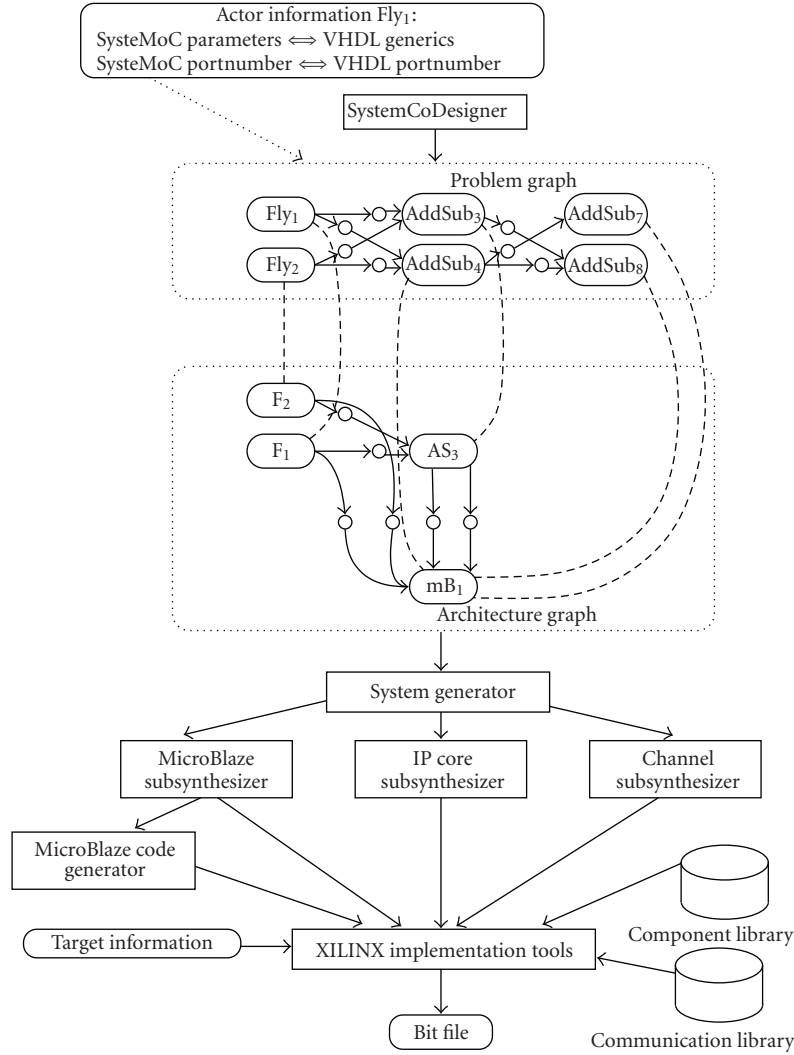 Actor information Fly₁:
SysteMoC parameters ⟺ VHDL generics
SysteMoC portnumber ⟺ VHDL portnumber
SystemCoDesigner
Problem graph
Fly₁
AddSub₃
AddSub₇
Fly₂
AddSub₄
AddSub₈
F₂
F₁
AS₃
mB₁
Architecture graph
System generator
MicroBlaze
subsynthesizer
IP core
subsynthesizer
Channel
subsynthesizer
MicroBlaze code
generator
Component library
Target information
XILINX implementation tools
Bit file
Communication library